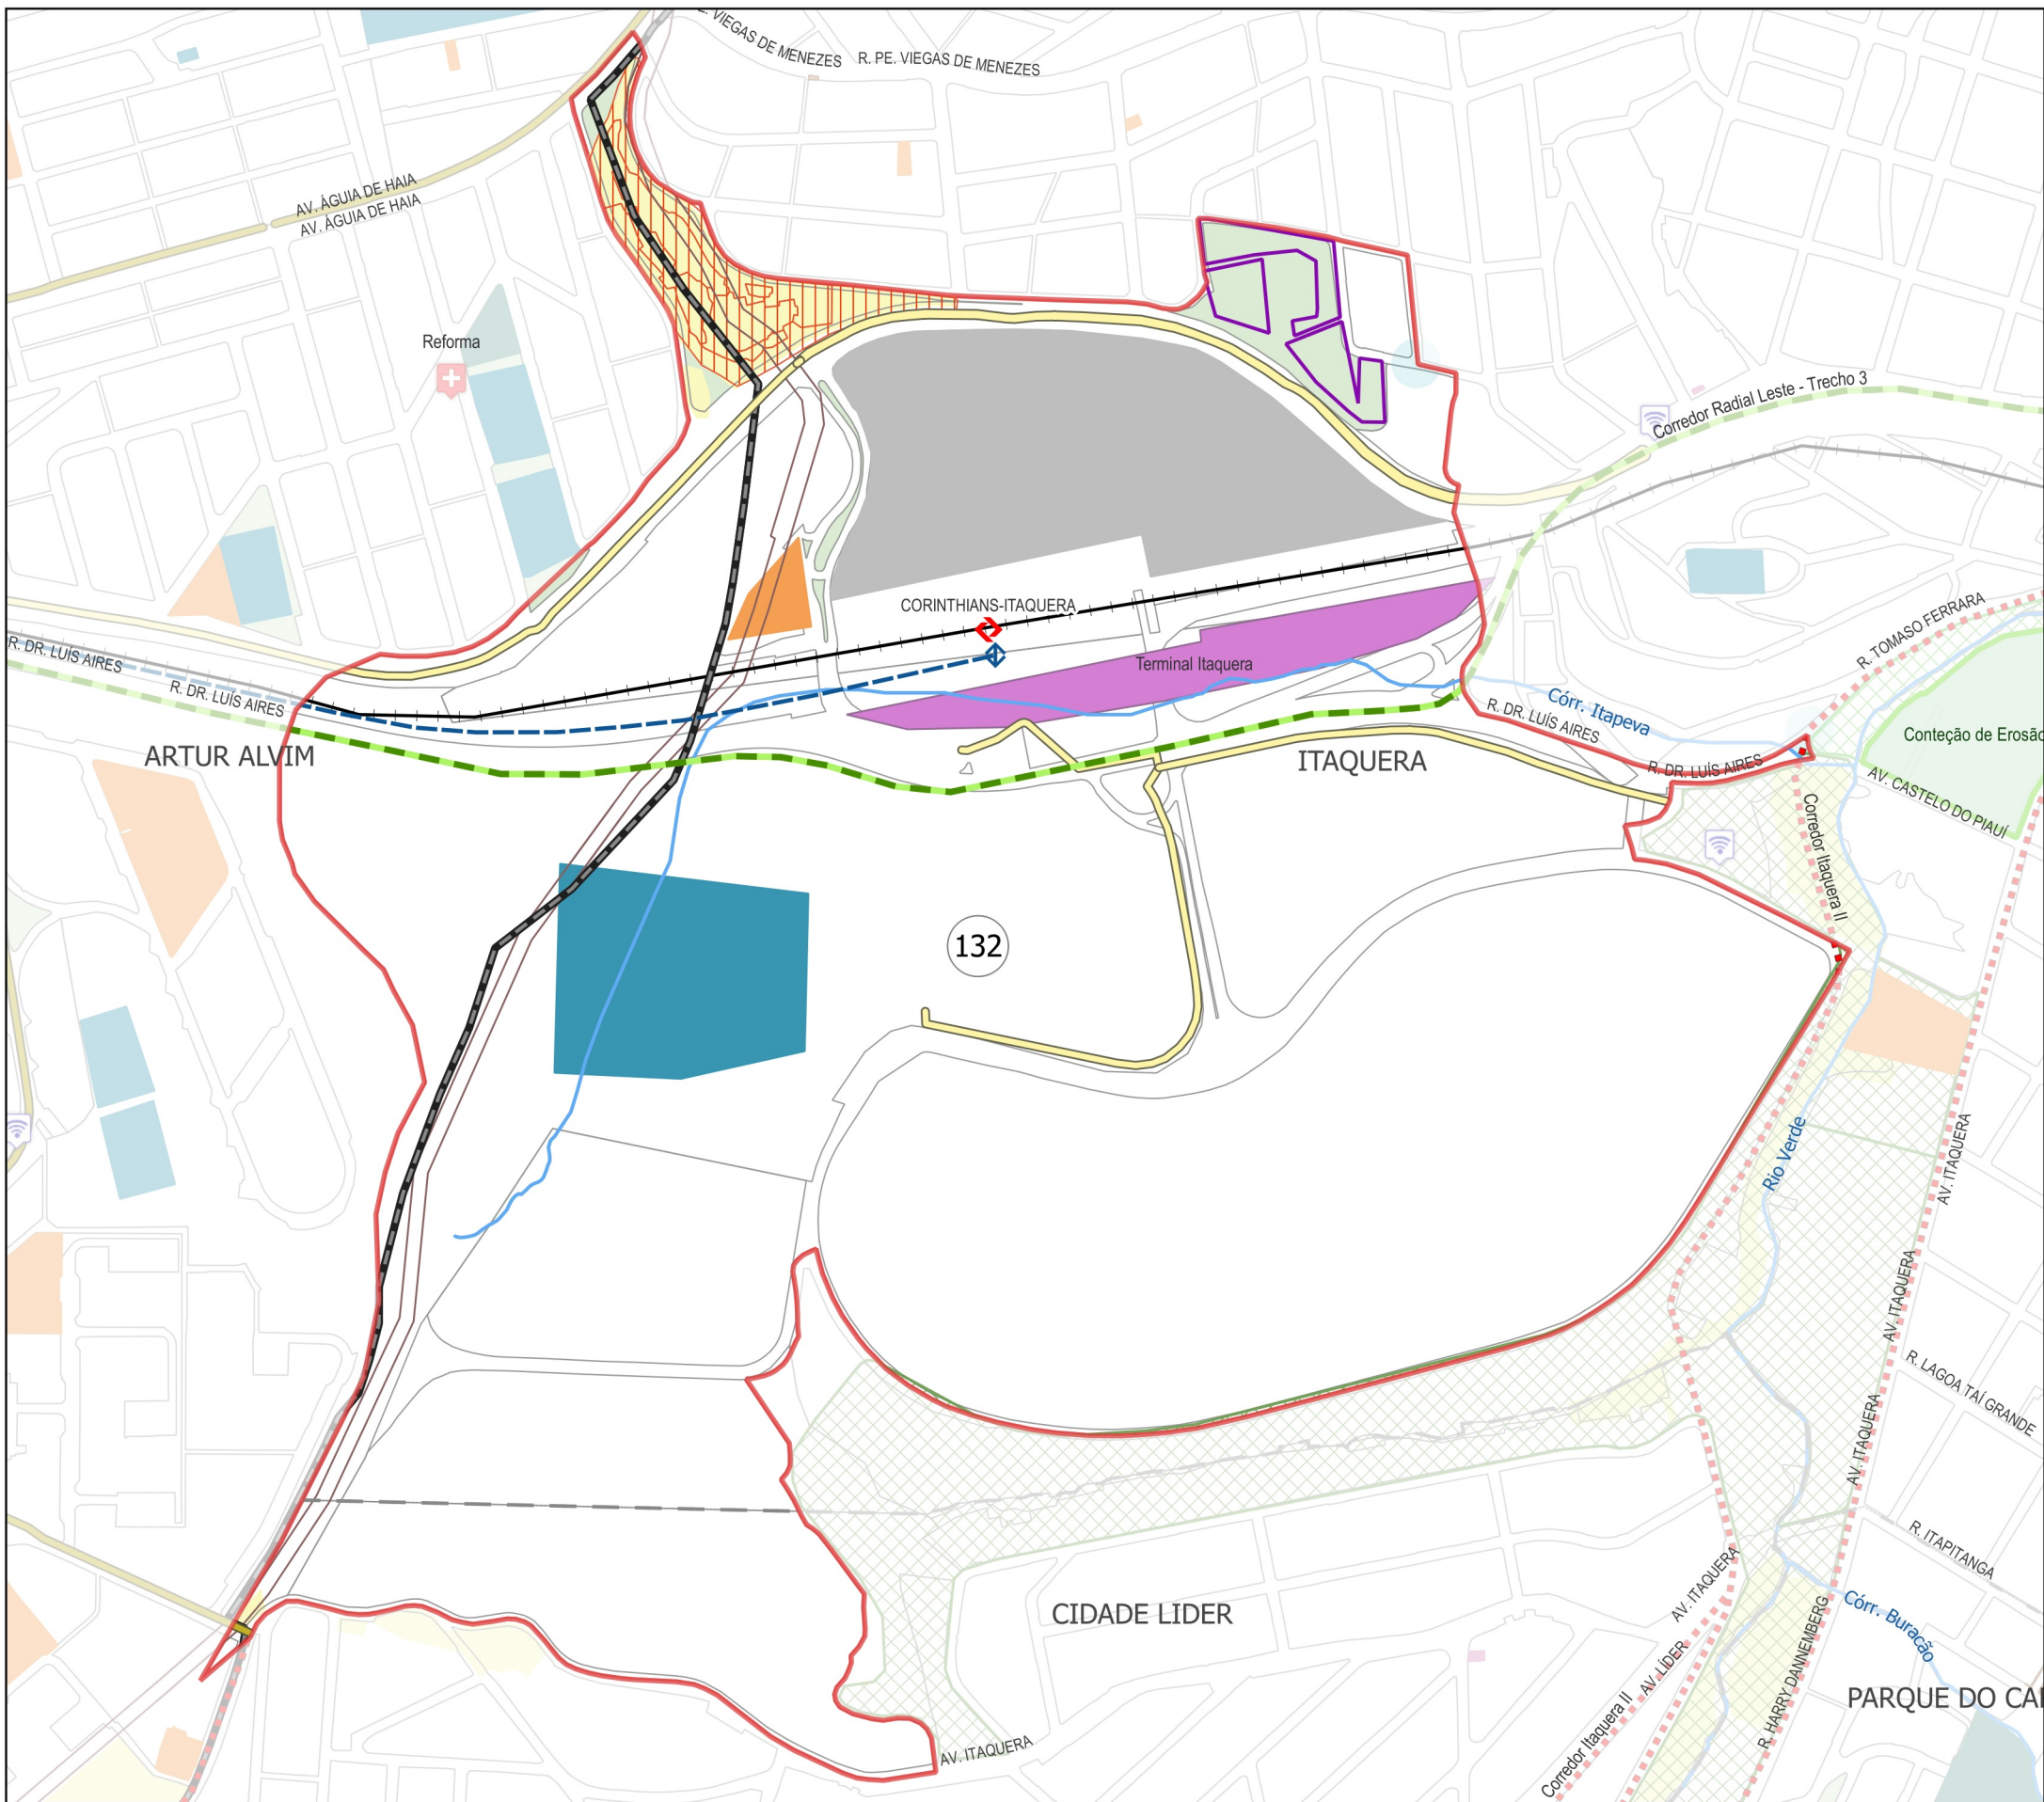 VIEGAS DE MENEZES
R. PE. VIEGAS DE MENEZES
AV. ÁGUIA DE HAIA
AV. ÁGUIA DE HAIA
Reforma
Corredor Radial Leste - Trecho 3
CORINTHIANS-ITAQUERA
R. TOMASO FERRARA
R. DR. LUÍS AIRES
Terminal Itaquera
R. DR. LUÍS AIRES
Córr. Itapeva
R. DR. LUÍS AIRES
Conteção de Erosão
ARTUR ALVIM
ITAQUERA
R. DR. LUÍS AIRES
AV. CASTELO DO PIAUÍ
Corredor Itaquera II
132
Rio Verde
AV. ITAQUERA
AV. ITAQUERA
R. LAGOA TAÍ GRANDE
AV. ITAQUERA
R. ITAPITANGA
AV. ITAQUERA
CIDADE LIDER
Córr. Buracão
AV. LÍDER
R. HARRY DANNEMBERG
PARQUE DO CA
AV. ITAQUERA
Corredor Itaquera II